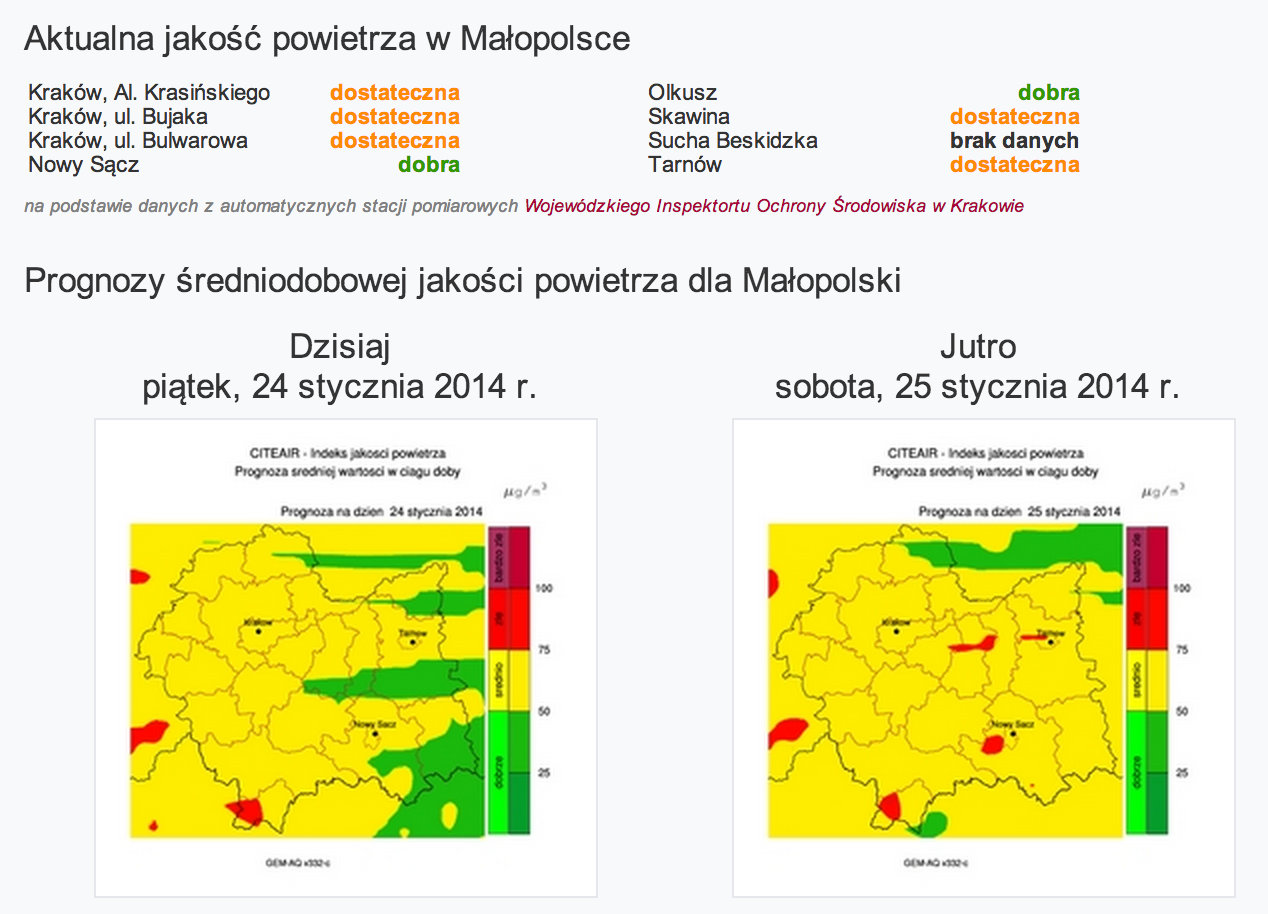 Aktualna jakość powietrza w Małopolsce
Kraków, Al. Krasińskiego dostateczna
Kraków, ul. Bujaka dostateczna
Kraków, ul. Bulwarowa dostateczna
Nowy Sącz dobra
Olkusz dobra
Skawina dostateczna
Sucha Beskidzka brak danych
Tarnów dostateczna
na podstawie danych z automatycznych stacji pomiarowych Wojewódzkiego Inspektortu Ochrony Środowiska w Krakowie
Prognozy średniodobowej jakości powietrza dla Małopolski
Dzisiaj
piątek, 24 stycznia 2014 r.
CITEAIR - Indeks jakosci powietrza
Prognoza sredniej wartosci w ciagu doby
µg/m³
Prognoza na dzien 24 stycznia 2014
bardzo zle
100
zle
75
srednio
50
dobrze
25
Krakow
Tarnow
Nowy Sacz
GEM-AQ v332-c
Jutro
sobota, 25 stycznia 2014 r.
CITEAIR - Indeks jakosci powietrza
Prognoza sredniej wartosci w ciagu doby
µg/m³
Prognoza na dzien 25 stycznia 2014
bardzo zle
100
zle
75
srednio
50
dobrze
25
Krakow
Tarnow
Nowy Sacz
GEM-AQ v332-c